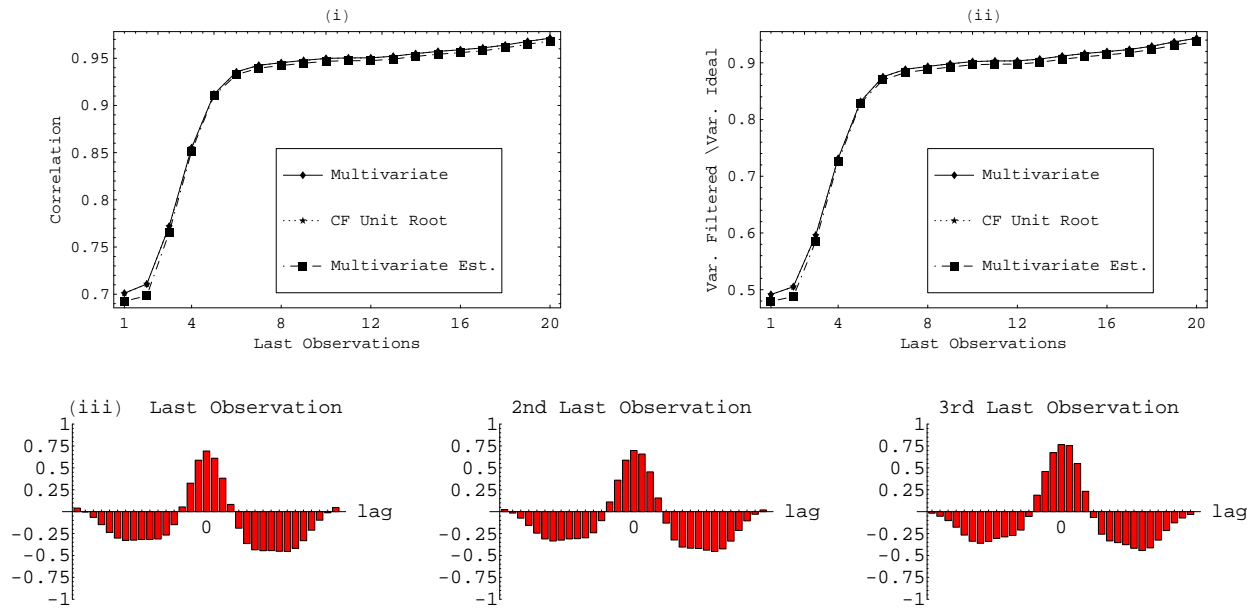 (i)
Correlation
0.95
0.9
0.85
0.8
0.75
0.7
1 4 8 12 16 20
Last Observations
Multivariate
CF Unit Root
Multivariate Est.
(ii)
Var. Filtered \Var. Ideal
0.9
0.8
0.7
0.6
0.5
1 4 8 12 16 20
Last Observations
Multivariate
CF Unit Root
Multivariate Est.
(iii) Last Observation
1
0.75
0.5
0.25
-0.25
-0.5
-0.75
-1
0
lag
2nd Last Observation
1
0.75
0.5
0.25
-0.25
-0.5
-0.75
-1
0
lag
3rd Last Observation
1
0.75
0.5
0.25
-0.25
-0.5
-0.75
-1
0
lag